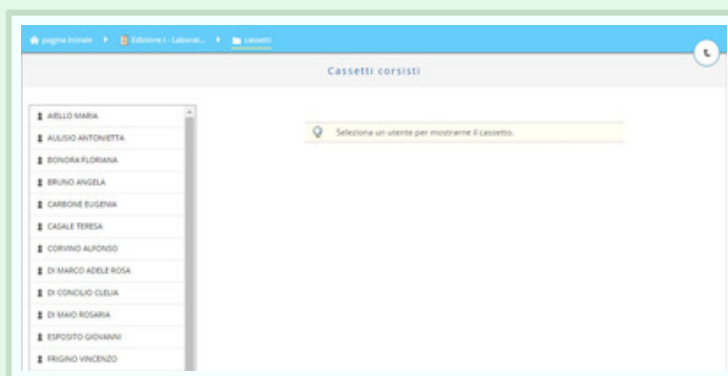 pagina iniziale
Edizione I - Laborat...
cassetti
Cassetti corsisti
AIELLO MARIA
AULISIO ANTONIETTA
BONORA FLORIANA
BRUNO ANGELA
CARBONE EUGENIA
CASALE TERESA
CORVINO ALFONSO
DI MARCO ADELE ROSA
DI CONCILIO CLELIA
DI MAIO ROSARIA
ESPOSITO GIOVANNI
FRIGINO VINCENZO
Seleziona un utente per mostrarne il cassetto.